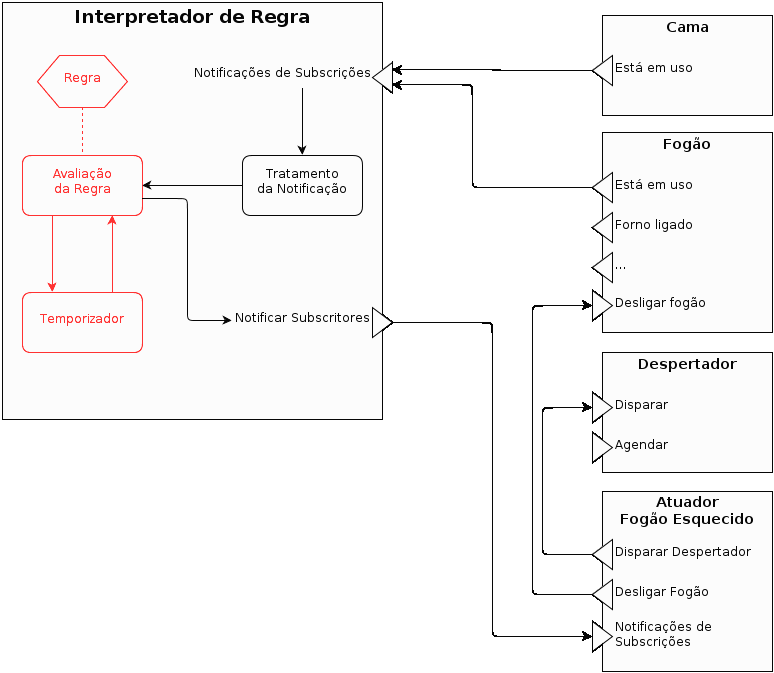 Interpretador de Regra
Regra
Notificações de Subscrições
Avaliação
da Regra
Tratamento
da Notificação
Temporizador
Notificar Subscritores
Cama
Está em uso
Fogão
Está em uso
Forno ligado
...
Desligar fogão
Despertador
Disparar
Agendar
Atuador
Fogão Esquecido
Disparar Despertador
Desligar Fogão
Notificações de
Subscrições